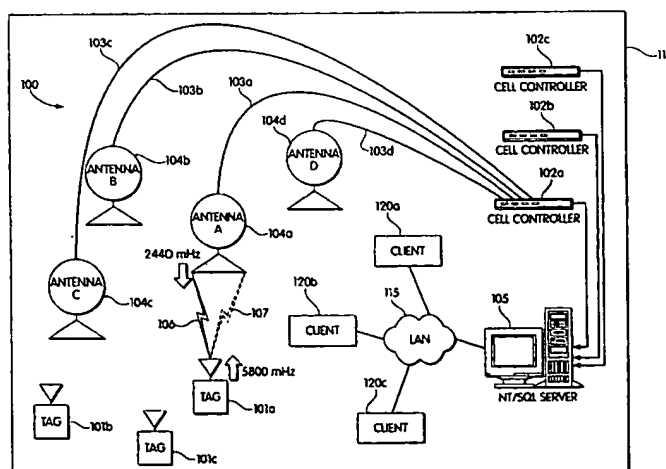 103c
102c
11
100
103b
103a
CELL CONTROLLER
104d
102b
104b
103d
CELL CONTROLLER
ANTENNA
B
ANTENNA
D
102a
ANTENNA
A
120a
CELL CONTROLLER
104a
2440 mHz
CLIENT
ANTENNA
C
120b
104c
106
107
115
105
CLIENT
LAN
5800 mHz
120c
TAG
101a
TAG
101b
TAG
101c
CLIENT
NT/SQL SERVER